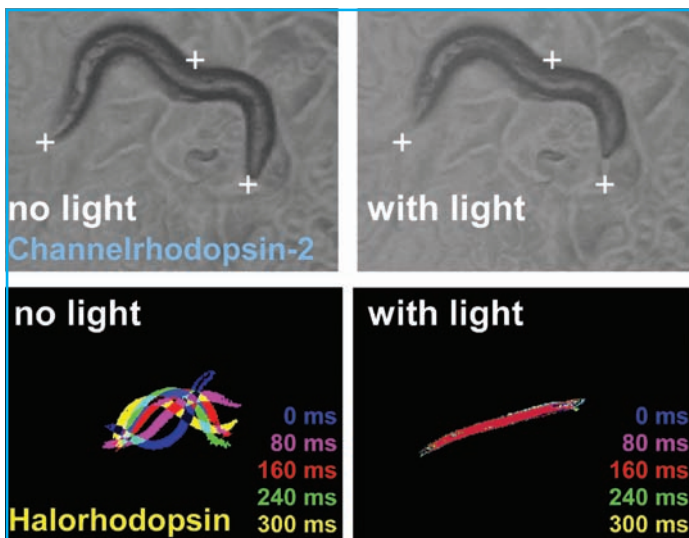 no light
Channelrhodopsin-2
with light
no light
0 ms
80 ms
160 ms
240 ms
300 ms
Halorhodopsin
with light
0 ms
80 ms
160 ms
240 ms
300 ms